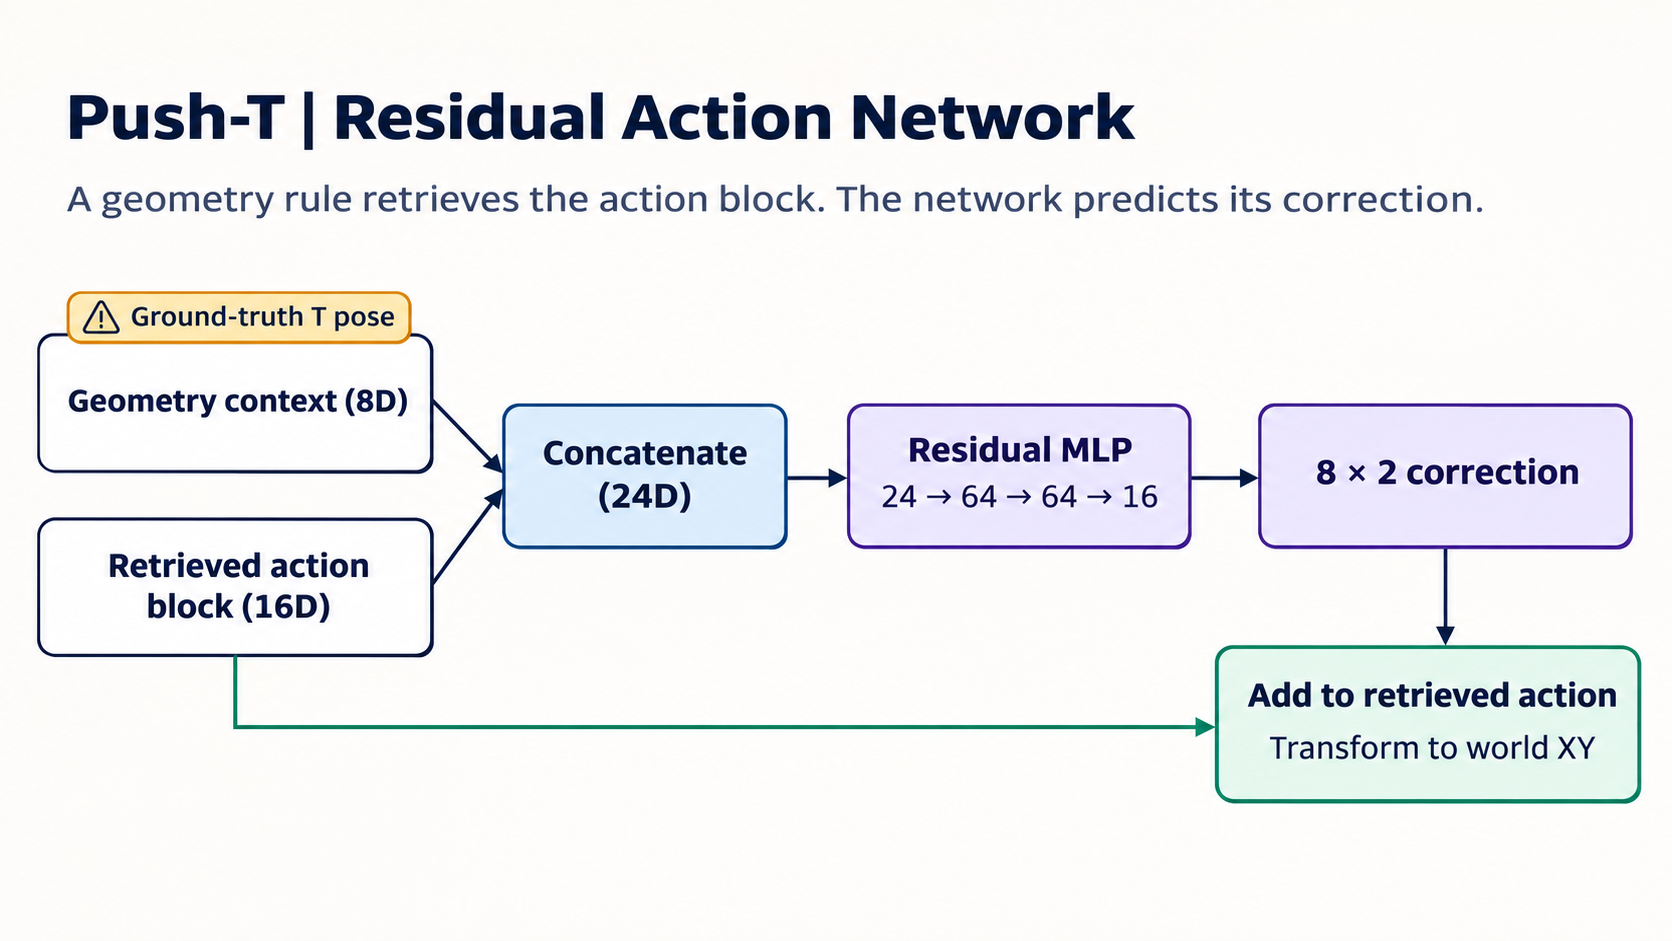 Push-T | Residual Action Network
A geometry rule retrieves the action block. The network predicts its correction.
Ground-truth T pose
Geometry context (8D)
Retrieved action
block (16D)
Concatenate
(24D)
Residual MLP
24 → 64 → 64 → 16
8 × 2 correction
Add to retrieved action
Transform to world XY